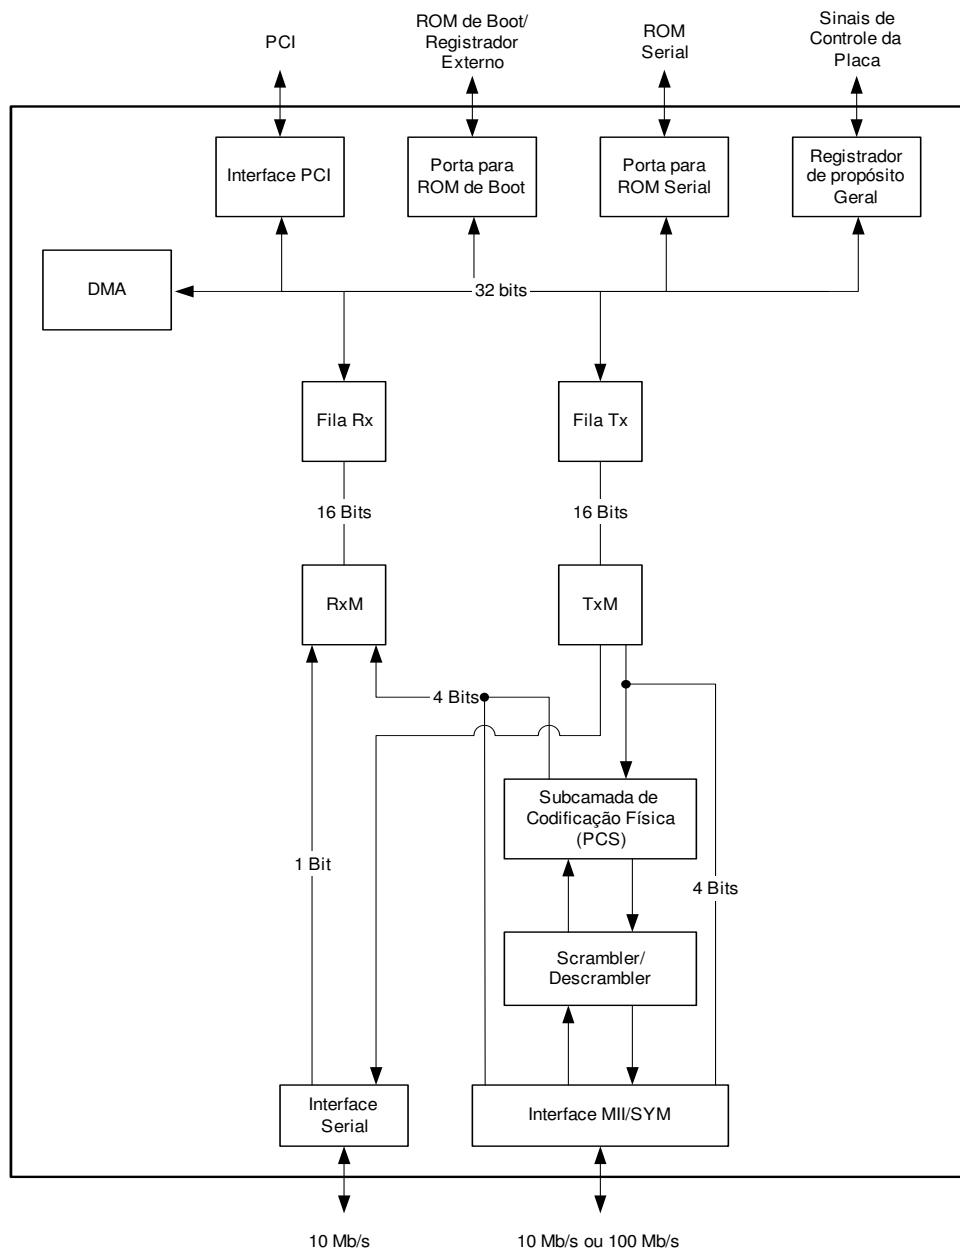 PCI
ROM de Boot/
Registrador
Externo
ROM
Serial
Sinais de
Controle da
Placa
Interface PCI
Porta para
ROM de Boot
Porta para
ROM Serial
Registrador
de propósito
Geral
DMA
32 bits
Fila Rx
Fila Tx
16 Bits
16 Bits
RxM
TxM
4 Bits
Subcamada de
Codificação Física
(PCS)
1 Bit
4 Bits
Scrambler/
Descrambler
Interface
Serial
Interface MII/SYM
10 Mb/s
10 Mb/s ou 100 Mb/s